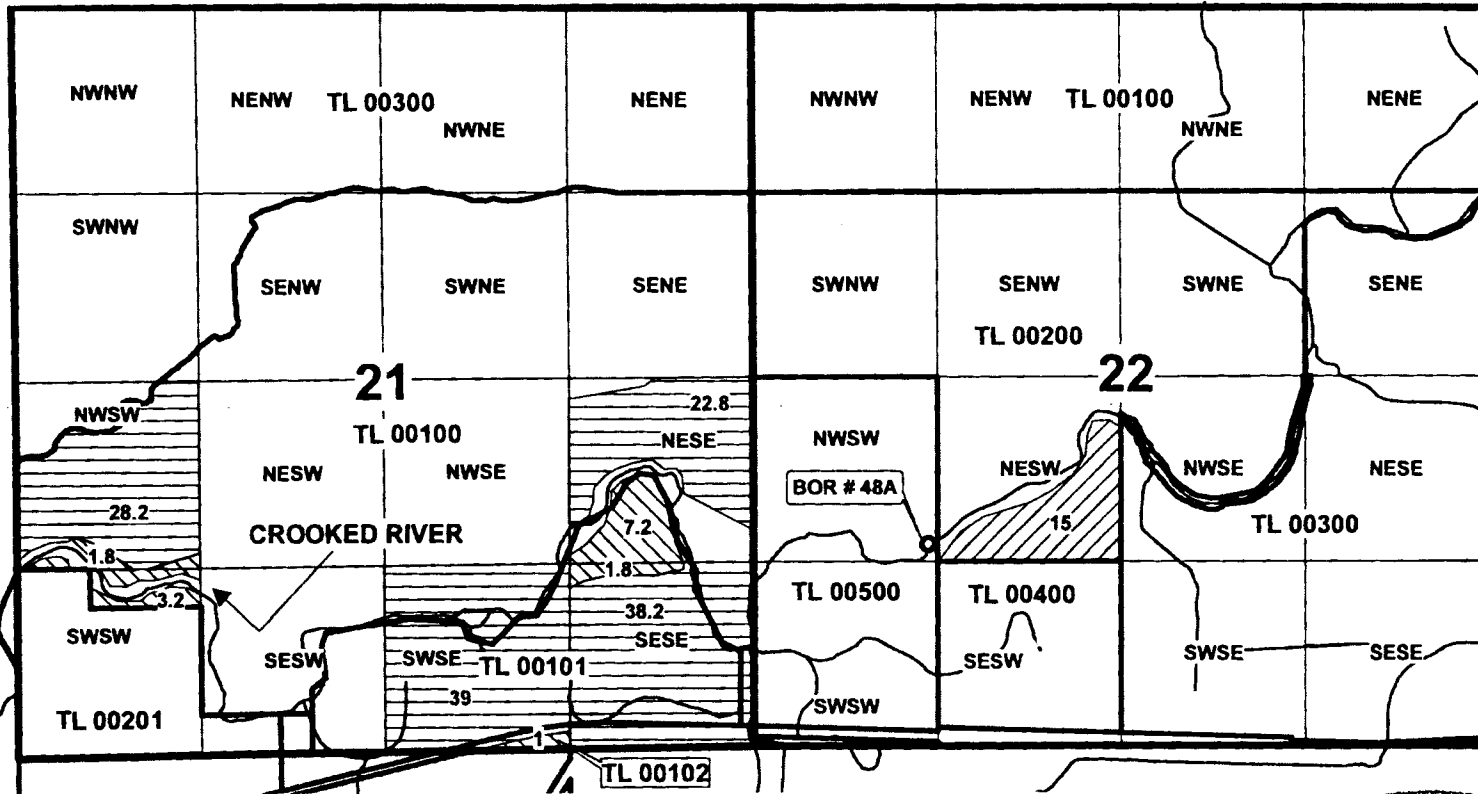 NWNW
NENW
TL 00300
NWNE
NENE
NWNW
NENW
TL 00100
NWNE
NENE
SWNW
SENW
SWNE
SENE
SWNW
SENW
SWNE
SENE
TL 00200
21
22
NWSW
TL 00100
22.8
NESE
NESW
NWSE
NWSW
NESW
NWSE
NESE
BOR # 48A
28.2
CROOKED RIVER
7.2
15
TL 00300
1.8
1.8
3.2
38.2
TL 00500
TL 00400
SWSW
SESW
SWSE
TL 00101
SESE
SESW
SWSE
SESE
39
SWSW
TL 00201
1
TL 00102